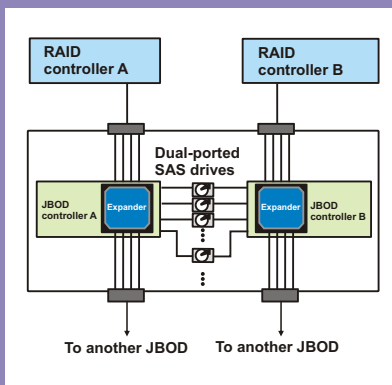 RAID
controller A
RAID
controller B
Dual-ported
SAS drives
JBOD
controller A
Expander
Expander
JBOD
controller B
To another JBOD
To another JBOD